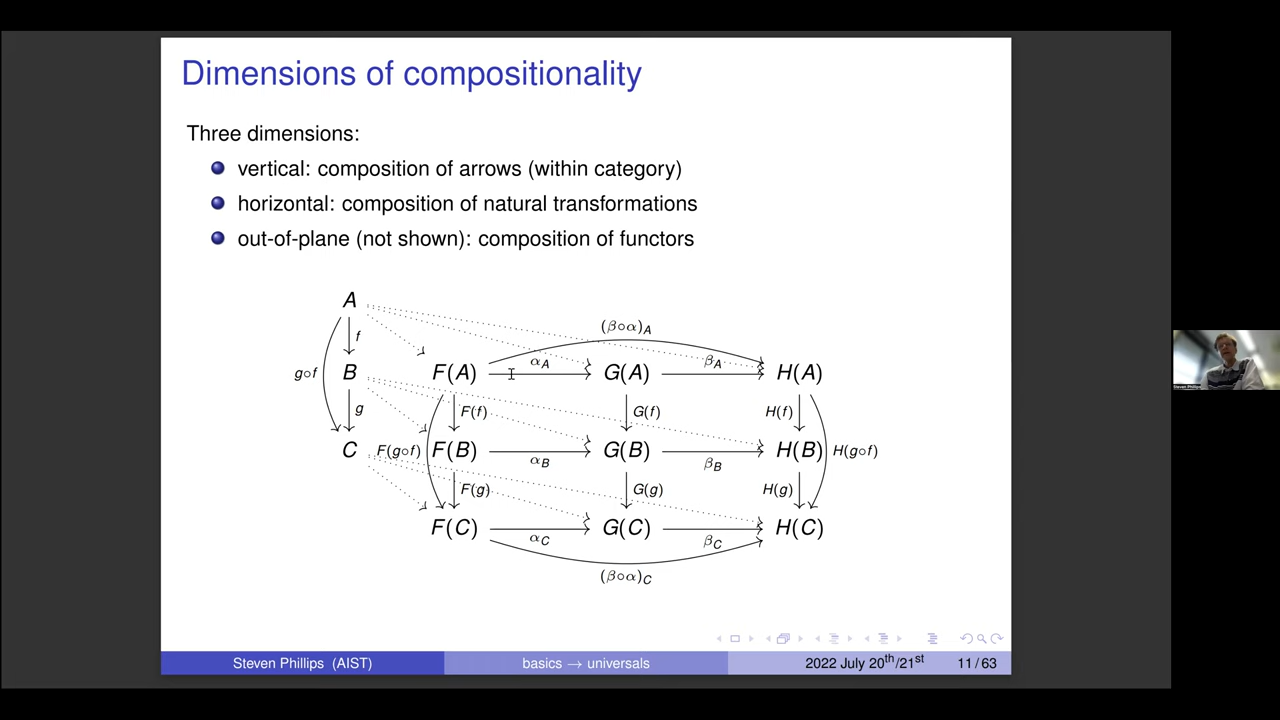 Dimensions of compositionality
Three dimensions:
vertical: composition of arrows (within category)
horizontal: composition of natural transformations
out-of-plane (not shown): composition of functors
A
(β∘α)A
f
αA
βA
g∘f
B
F(A)
G(A)
H(A)
g
F(f)
G(f)
H(f)
C
F(g∘f)
F(B)
G(B)
H(B)
H(g∘f)
αB
βB
F(g)
G(g)
H(g)
F(C)
G(C)
H(C)
αC
βC
(β∘α)C
Steven Phillips (AIST)
basics → universals
2022 July 20th/21st
11 / 63
Steven Phillips